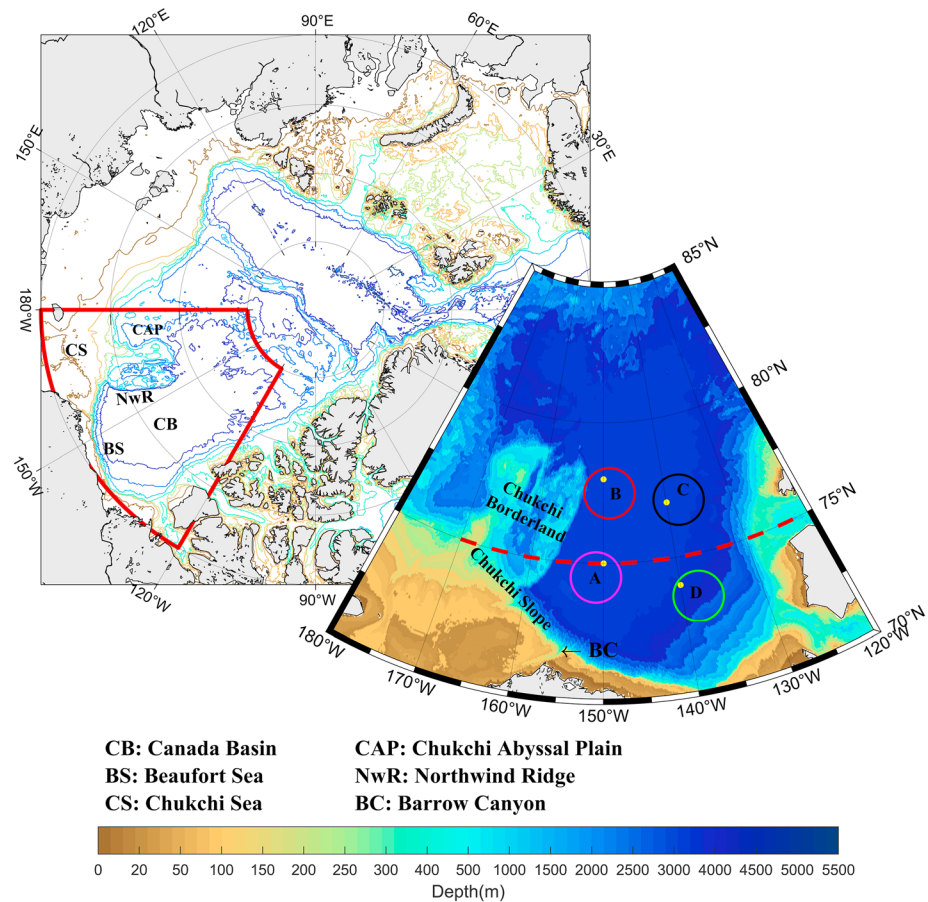 120°E
90°E
60°E
150°E
30°E
180°W
CAP
CS
NwR
CB
BS
150°W
120°W
90°W
85°N
80°N
75°N
70°N
Chukchi
Borderland
B
C
A
D
Chukchi Slope
← BC
180°W
170°W
160°W
150°W
140°W
130°W
120°W
CB: Canada Basin
CAP: Chukchi Abyssal Plain
BS: Beaufort Sea
NwR: Northwind Ridge
CS: Chukchi Sea
BC: Barrow Canyon
0 20 50 100 150 200 300 400 500 1000 1500 2000 2500 3000 3500 4000 4500 5000 5500
Depth(m)